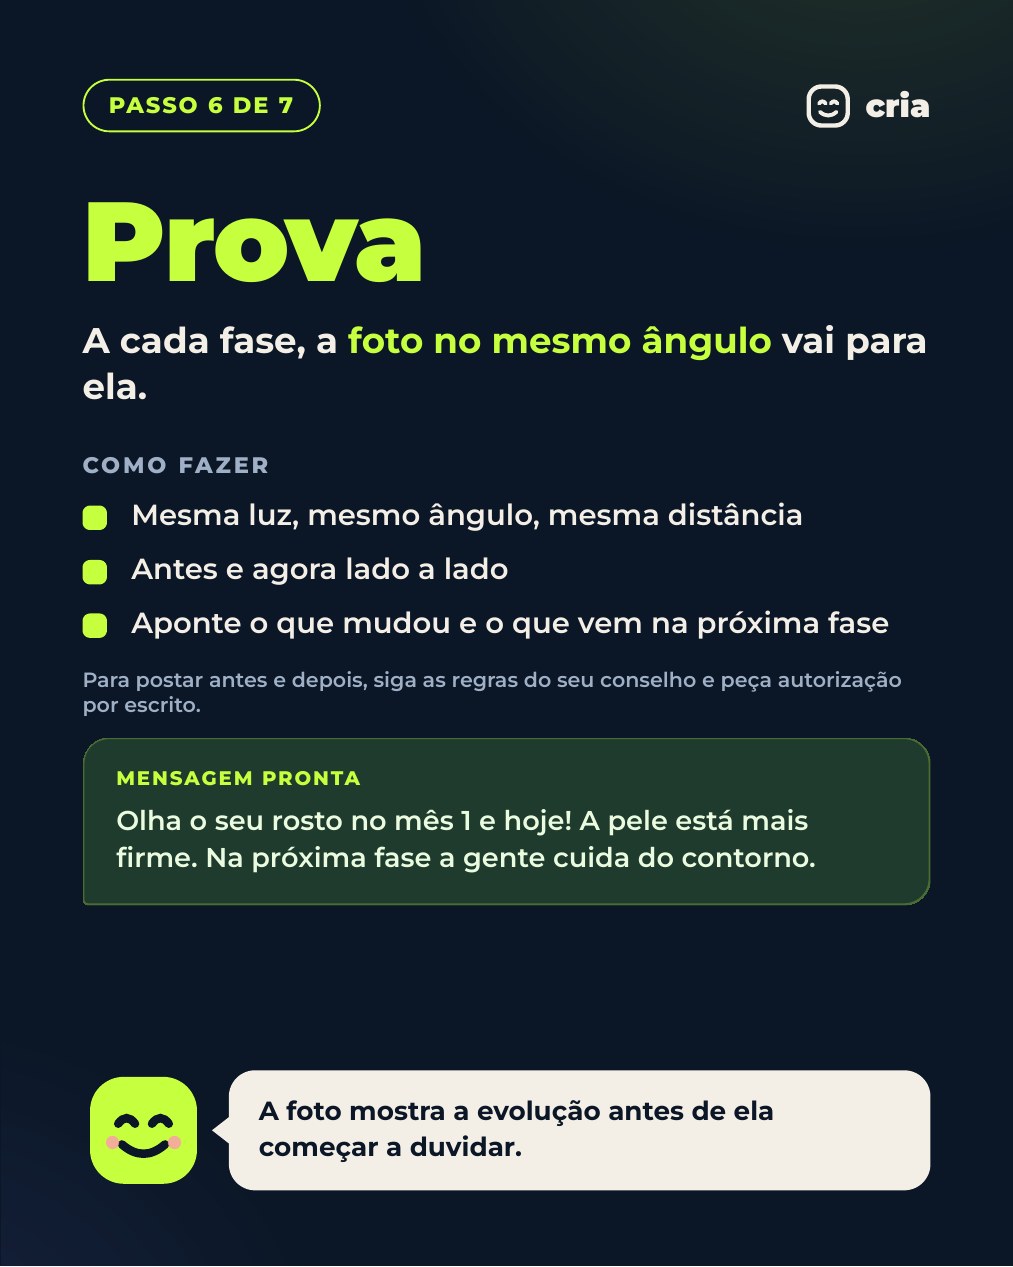 PASSO 6 DE 7
cria
Prova
A cada fase, a foto no mesmo ângulo vai para
ela.
COMO FAZER
Mesma luz, mesmo ângulo, mesma distância
Antes e agora lado a lado
Aponte o que mudou e o que vem na próxima fase
Para postar antes e depois, siga as regras do seu conselho e peça autorização
por escrito.
MENSAGEM PRONTA
Olha o seu rosto no mês 1 e hoje! A pele está mais
firme. Na próxima fase a gente cuida do contorno.
A foto mostra a evolução antes de ela
começar a duvidar.